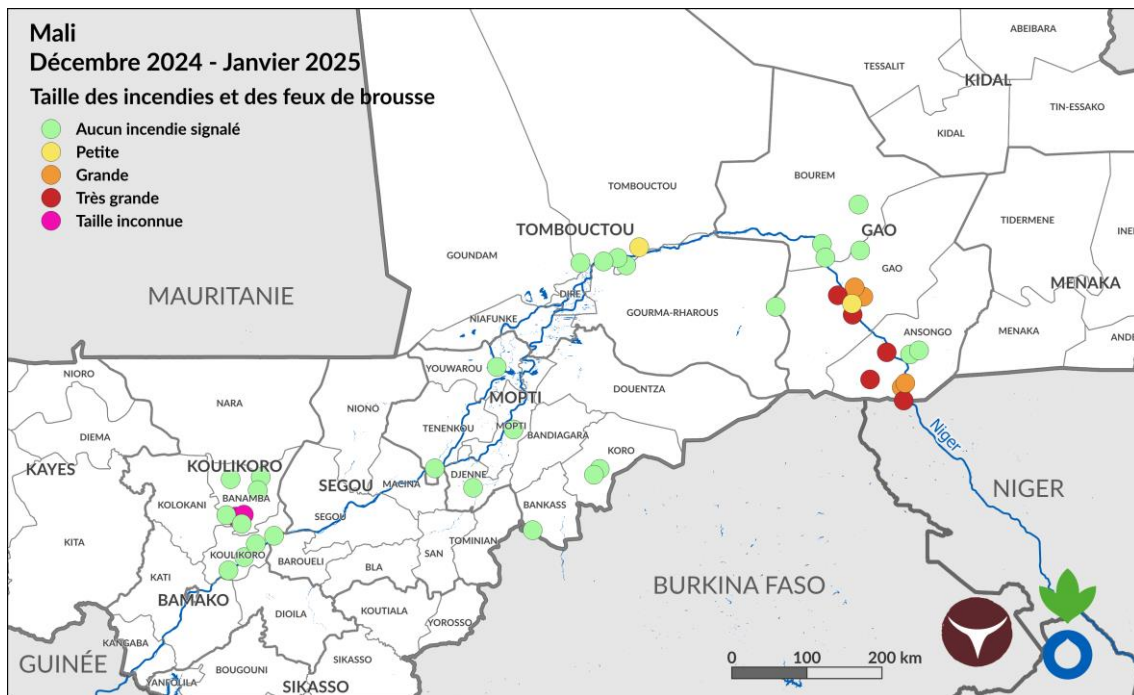 Mali
Décembre 2024 - Janvier 2025
Taille des incendies et des feux de brousse
Aucun incendie signalé
Petite
Grande
Très grande
Taille inconnue
ABEIBARA
TESSALIT
KIDAL
TIN-ESSAKO
KIDAL
TOMBOUCTOU
BOUREM
TIDERMENE
INE
TOMBOUCTOU
GAO
GOUNDAM
GAO
MENAKA
MAURITANIE
DIRE
NIAFUNKE
GOURMA-RHAROUS
ANSONGO
MENAKA
ANDE
NIORO
YOUWAROU
DOUENTZA
NARA
NIONO
MOPTI
DIEMA
TENENKOU
MOPTI
BANDIAGARA
Niger
KAYES
KOULIKORO
KORO
SEGOU
MACINA
DJENNE
NIGER
BANAMBA
KOLOKANI
BANKASS
SEGOU
KITA
TOMINIAN
KOULIKORO
BAROUELI
SAN
KATI
BLA
BURKINA FASO
BAMAKO
DIOILA
KOUTIALA
YOROSSO
KANGABA
GUINÉE
BOUGOUNI
SIKASSO
YANFOLILA
SIKASSO
0 100 200 km